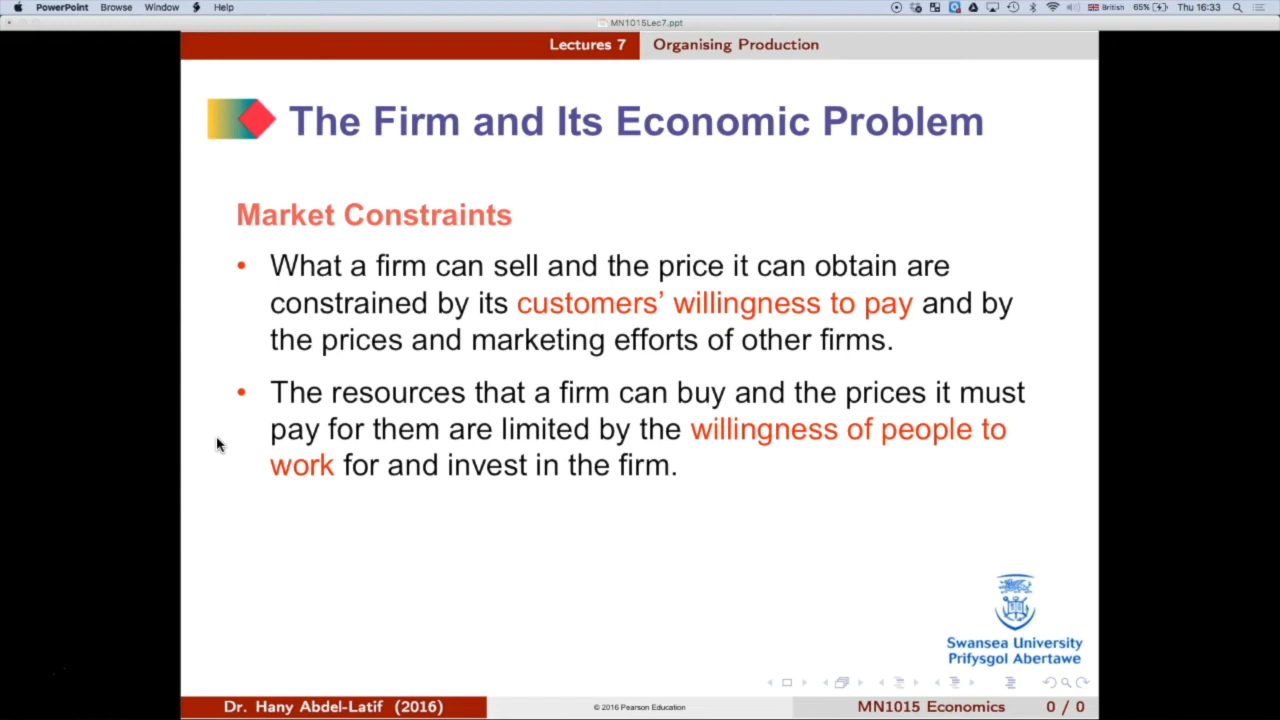 PowerPoint Browse Window Help British 65% Thu 16:33
MN1015Lec7.ppt
Lectures 7 Organising Production
The Firm and Its Economic Problem
Market Constraints
• What a firm can sell and the price it can obtain are
constrained by its customers’ willingness to pay and by
the prices and marketing efforts of other firms.
• The resources that a firm can buy and the prices it must
pay for them are limited by the willingness of people to
work for and invest in the firm.
Swansea University
Prifysgol Abertawe
Dr. Hany Abdel-Latif (2016) © 2016 Pearson Education MN1015 Economics 0 / 0